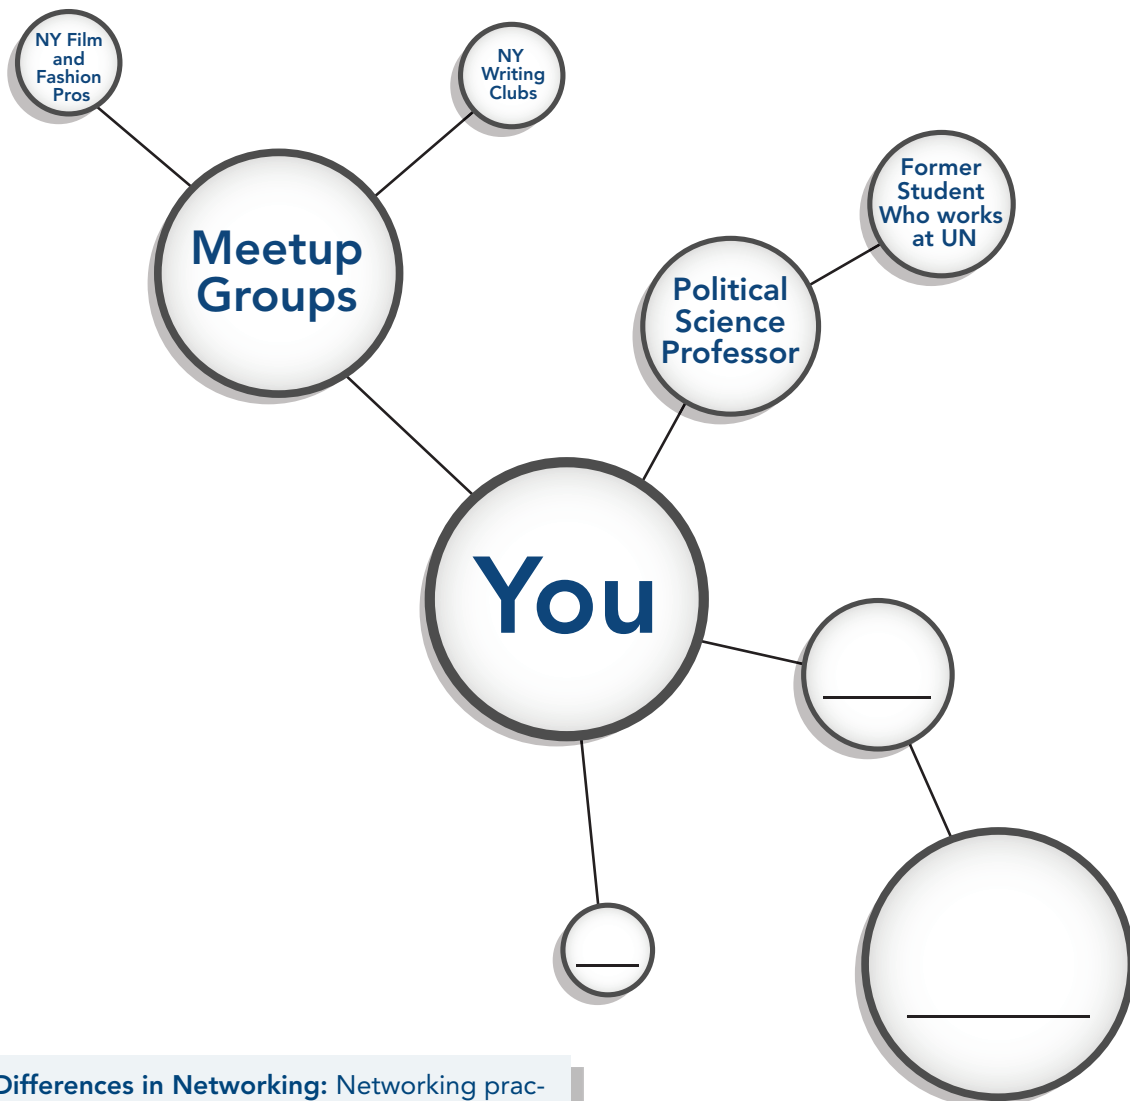 NY Film
and
Fashion
Pros
NY
Writing
Clubs
Former
Student
Who works
at UN
Meetup
Groups
Political
Science
Professor
You
Differences in Networking: Networking prac-